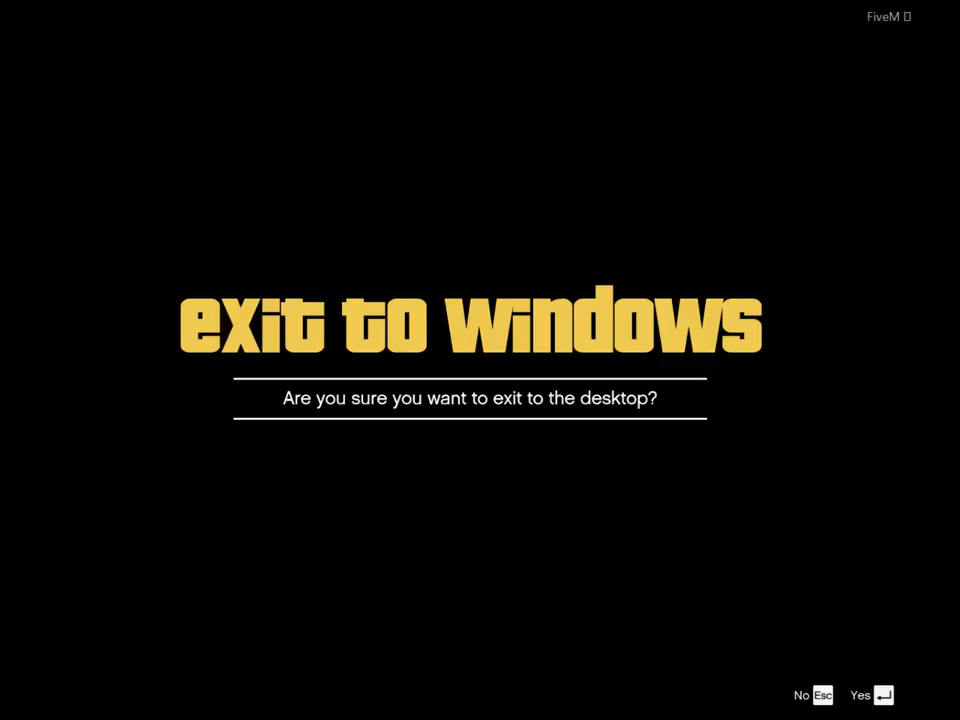 FiveM
exit to windows
Are you sure you want to exit to the desktop?
No Esc Yes